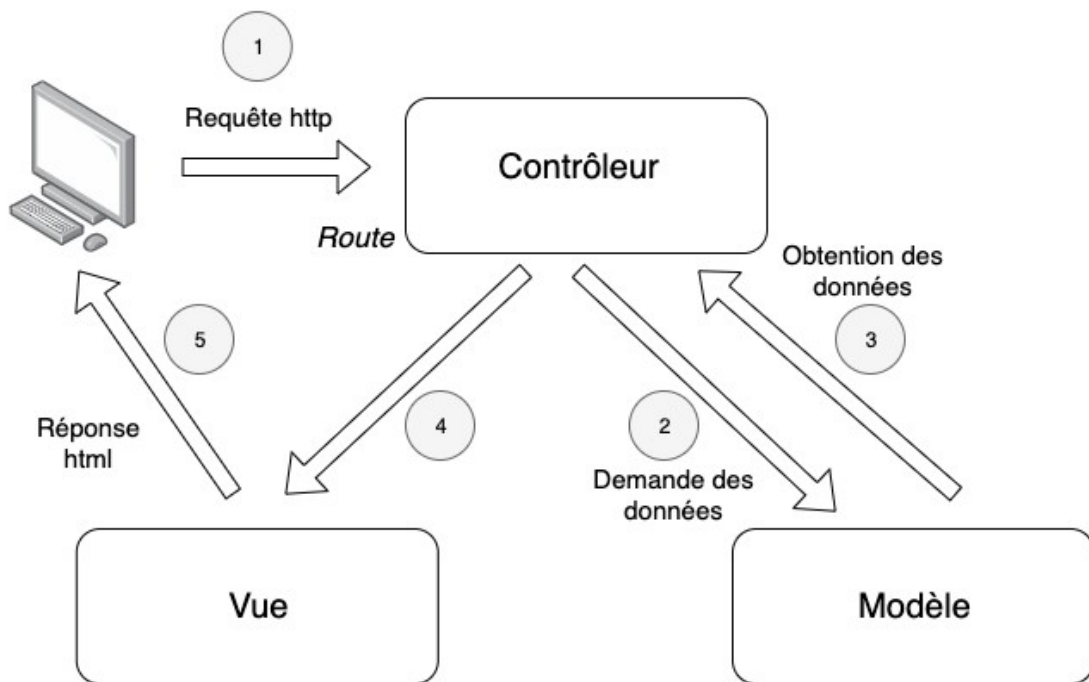 1
Requête http
Contrôleur
Route
Obtention des
données
3
5
4
2
Réponse
html
Demande des
données
Vue
Modèle